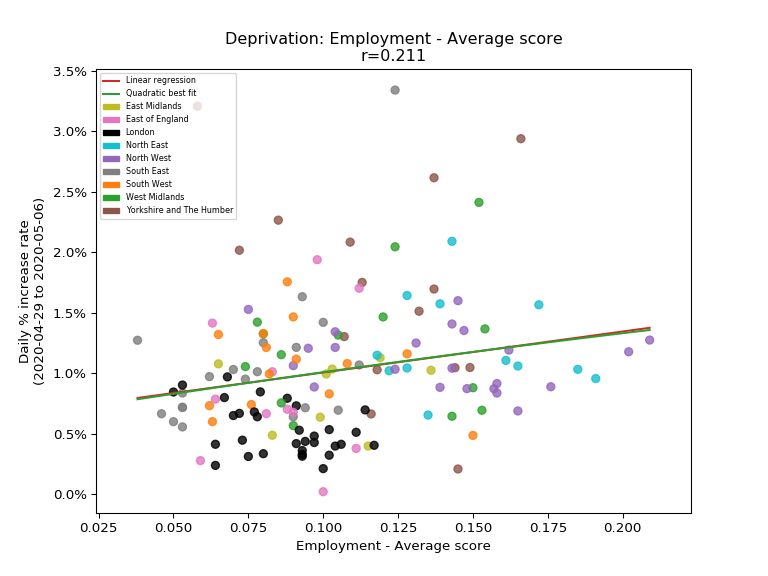 Deprivation: Employment - Average score
r=0.211
3.5%
3.0%
2.5%
2.0%
1.5%
1.0%
0.5%
0.0%
Daily % increase rate
(2020-04-29 to 2020-05-06)
Linear regression
Quadratic best fit
East Midlands
East of England
London
North East
North West
South East
South West
West Midlands
Yorkshire and The Humber
0.025 0.050 0.075 0.100 0.125 0.150 0.175 0.200
Employment - Average score